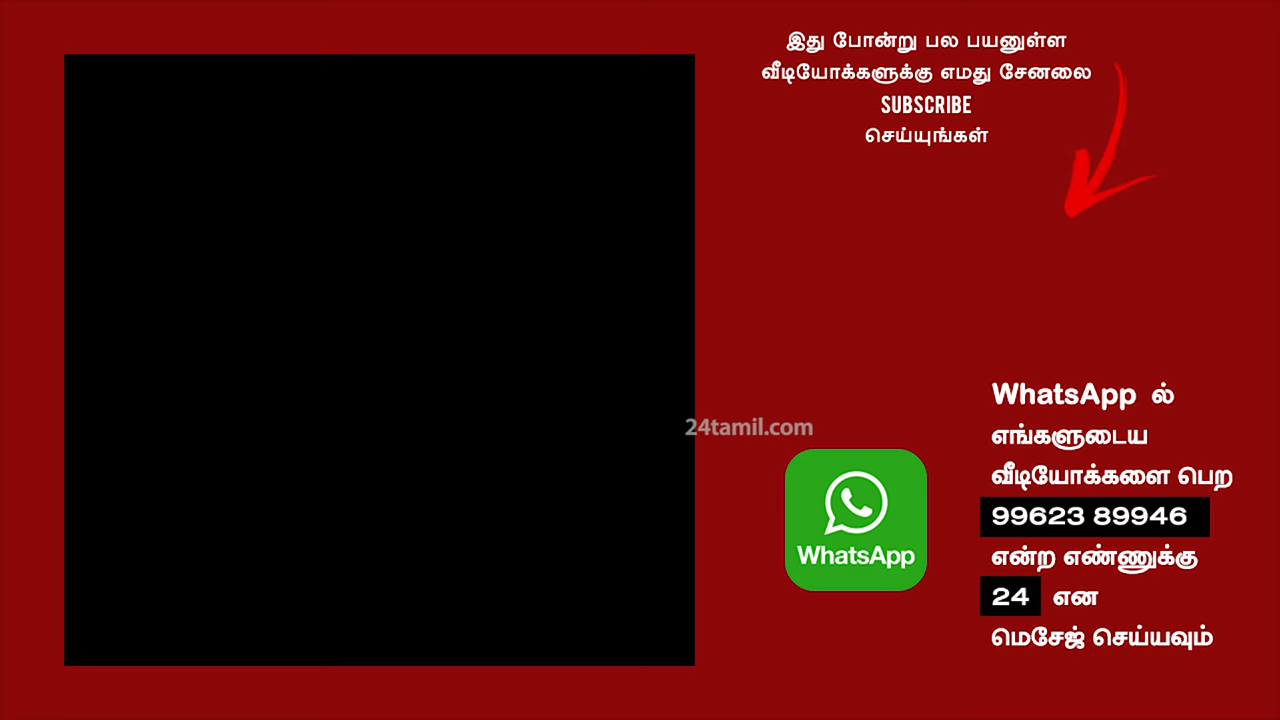 இது போன்று பல பயனுள்ள
வீடியோக்களுக்கு எமது சேனலை
SUBSCRIBE
செய்யுங்கள்
24tamil.com
WhatsApp
WhatsApp ல்
எங்களுடைய
வீடியோக்களை பெற
99623 89946
என்ற எண்ணுக்கு
24 என
மெசேஜ் செய்யவும்